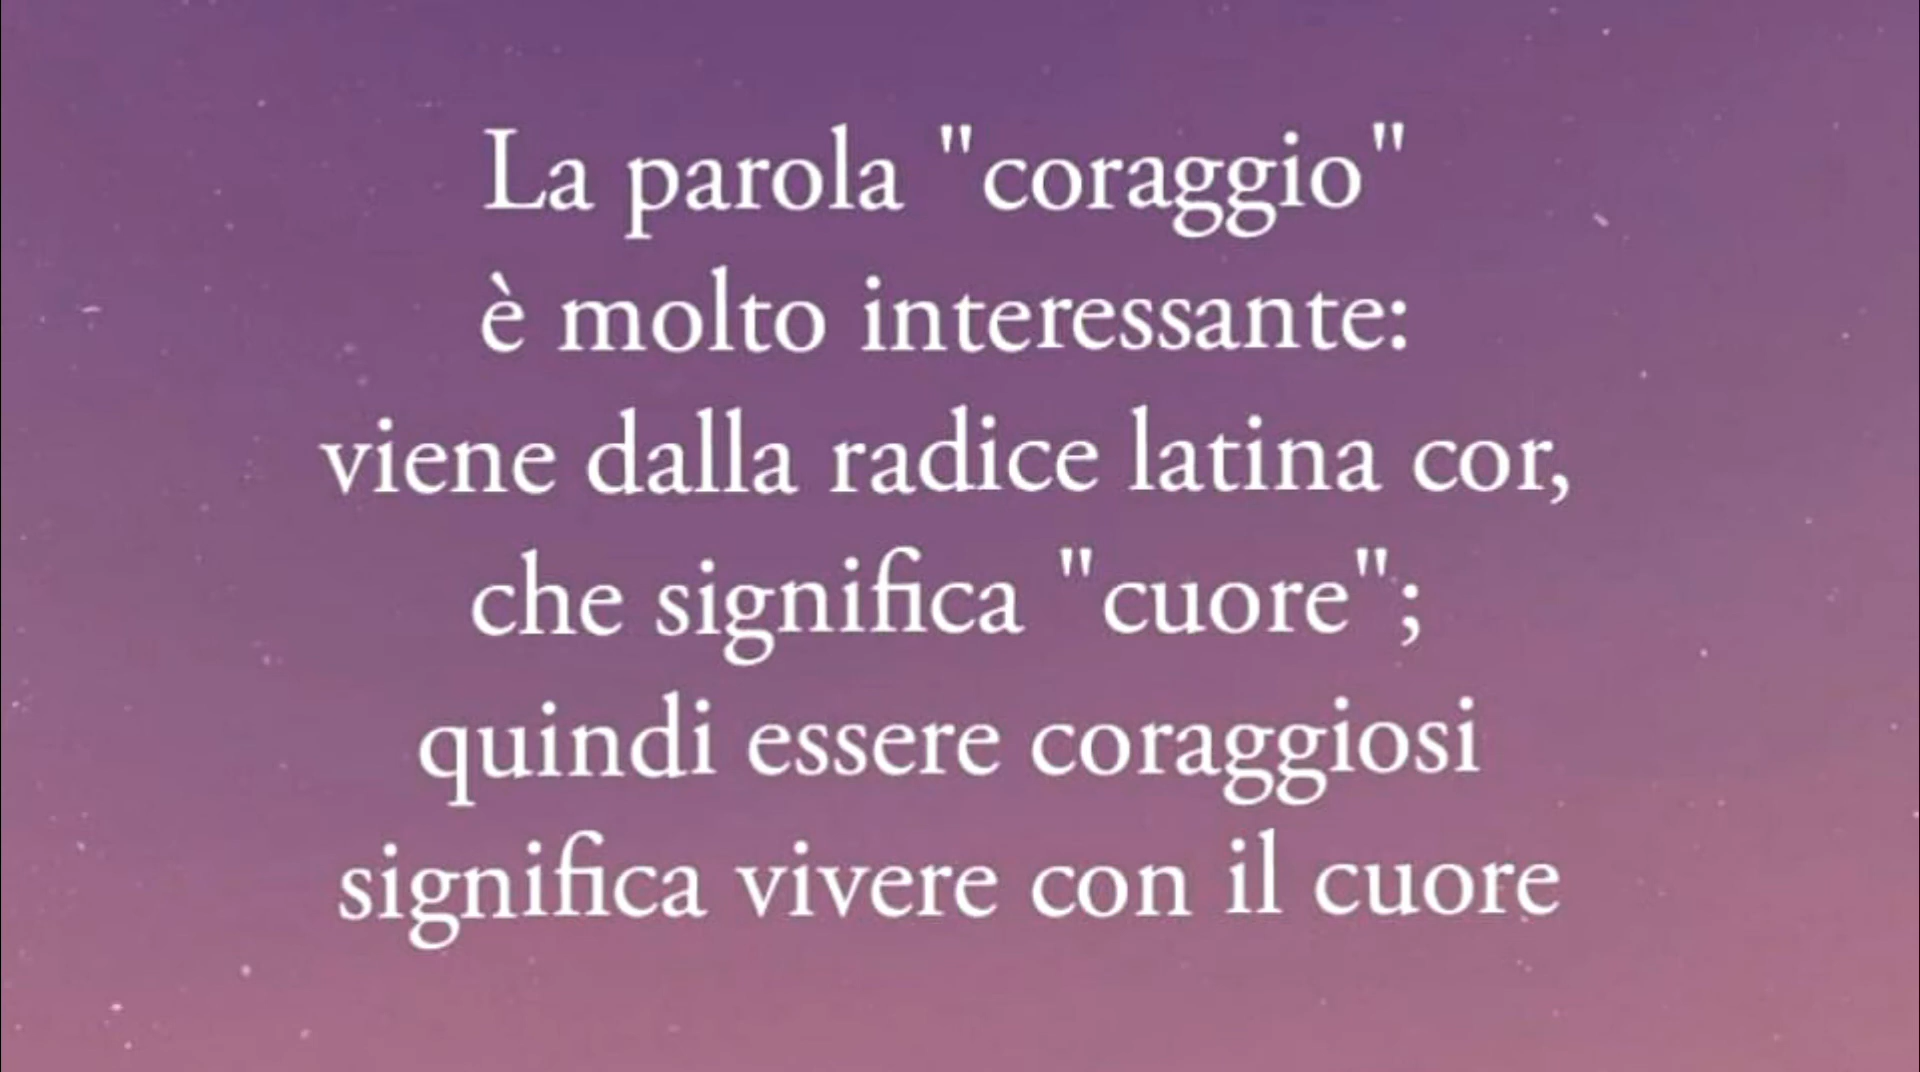 La parola "coraggio"
è molto interessante:
viene dalla radice latina cor,
che significa "cuore";
quindi essere coraggiosi
significa vivere con il cuore